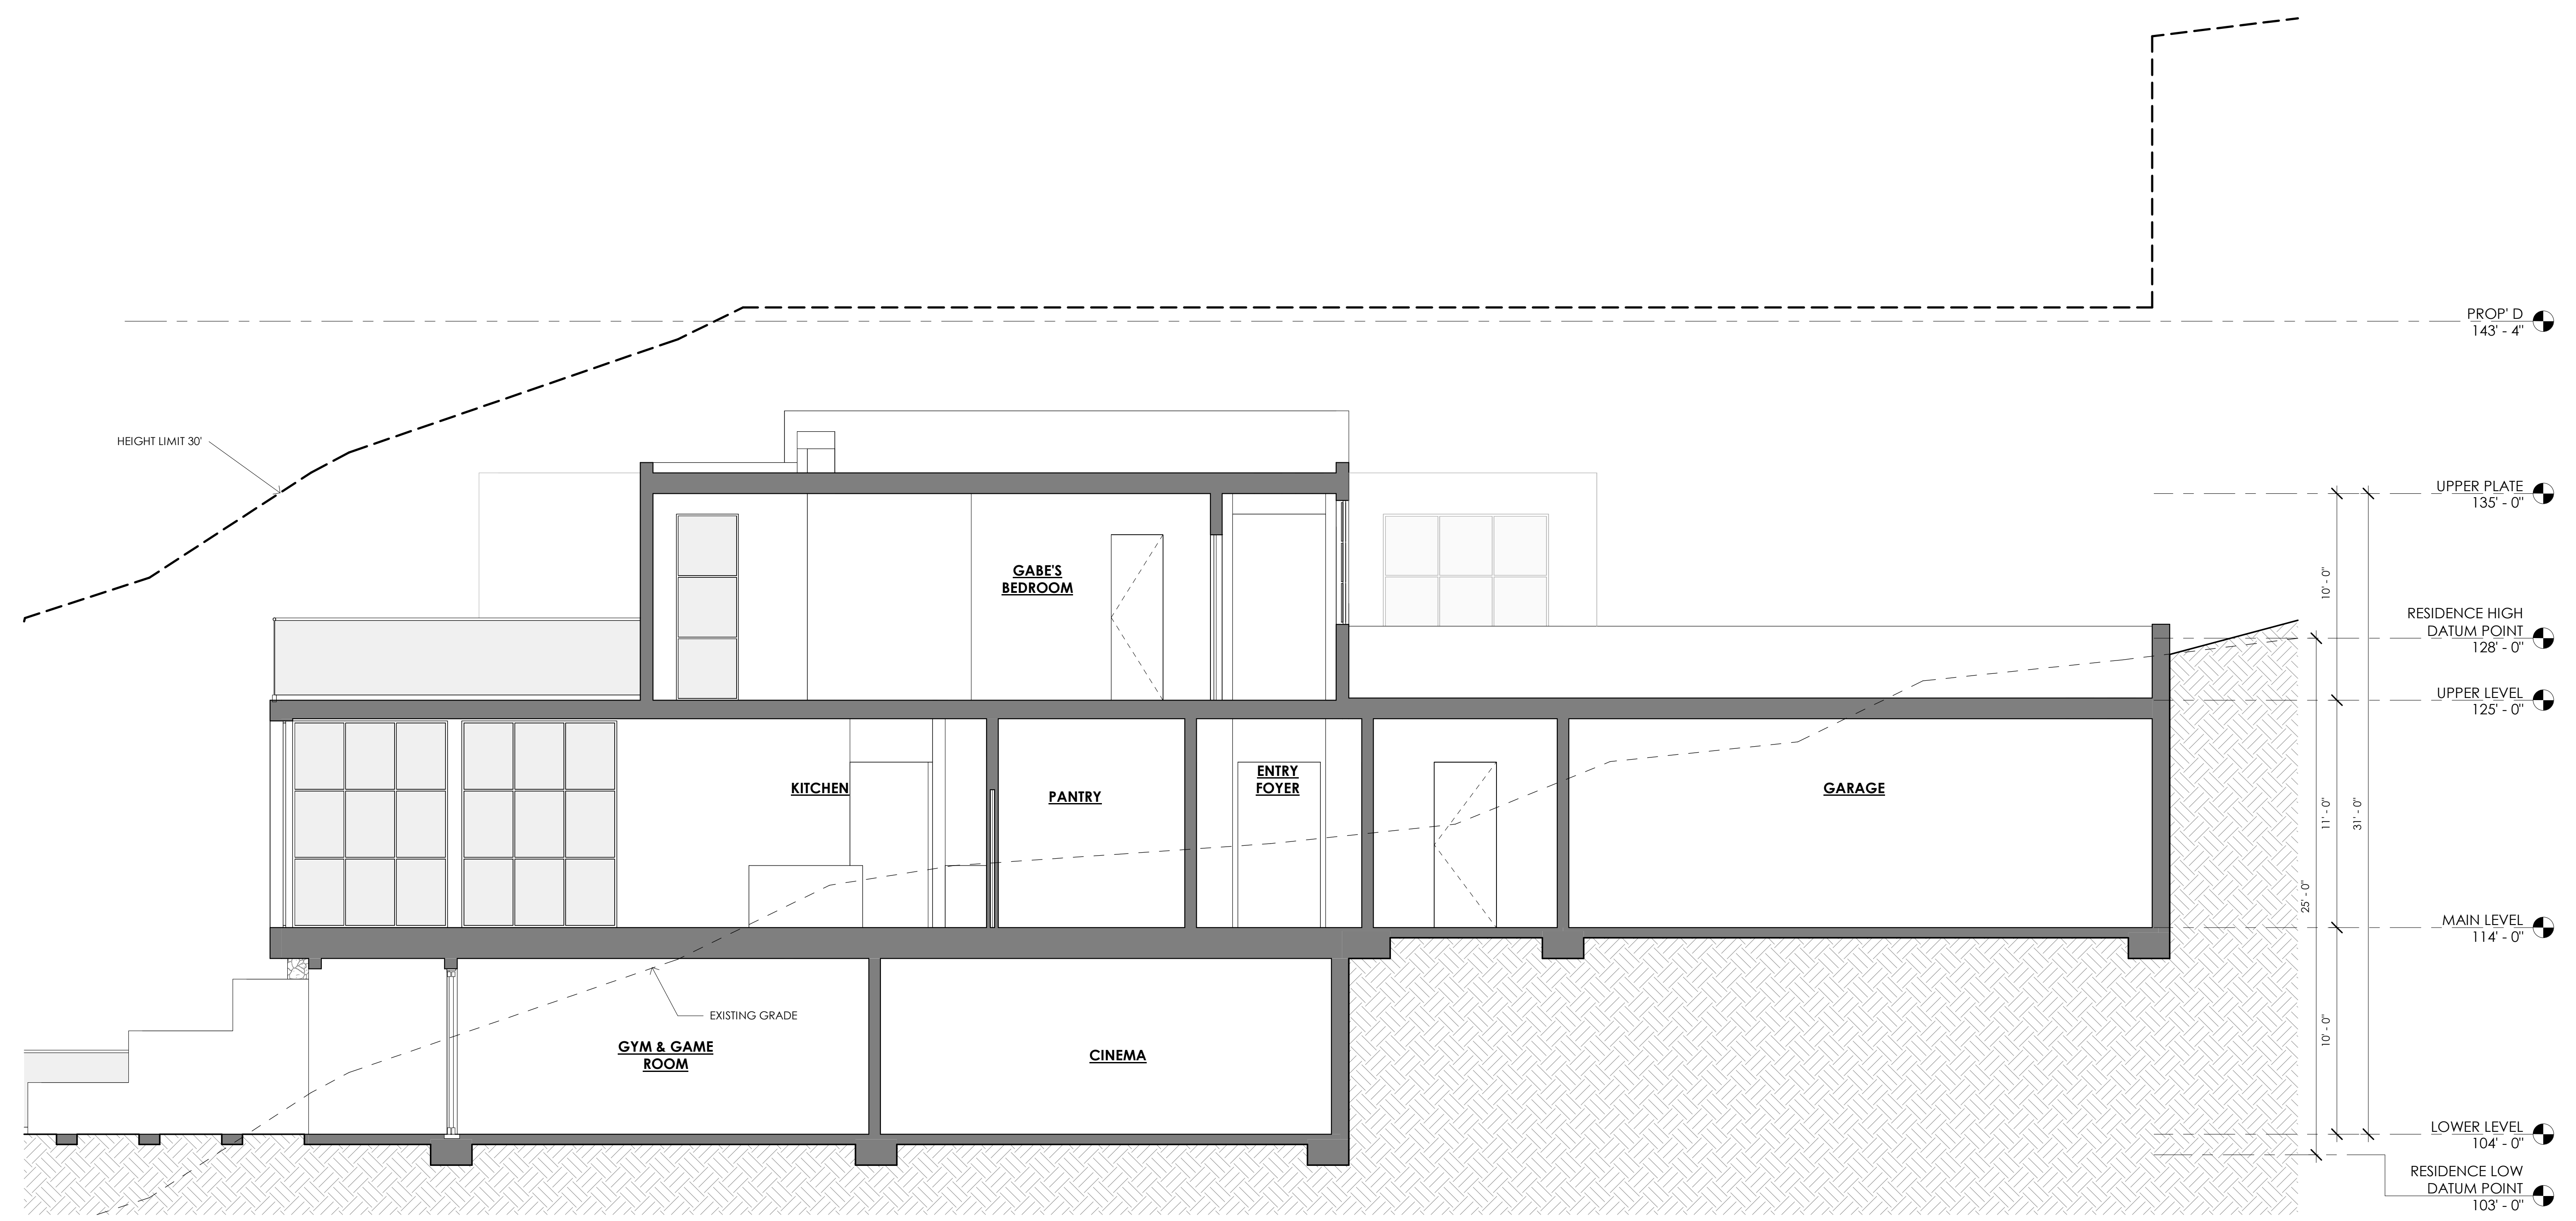 PROP' D
143' - 4"
HEIGHT LIMIT 30'
UPPER PLATE
135' - 0"
GABE'S
BEDROOM
10' - 0"
RESIDENCE HIGH
DATUM POINT
128' - 0"
UPPER LEVEL
125' - 0"
KITCHEN
PANTRY
ENTRY
FOYER
GARAGE
11' - 0"
31' - 0"
25' - 0"
MAIN LEVEL
114' - 0"
EXISTING GRADE
GYM & GAME
ROOM
CINEMA
10' - 0"
LOWER LEVEL
104' - 0"
RESIDENCE LOW
DATUM POINT
103' - 0"